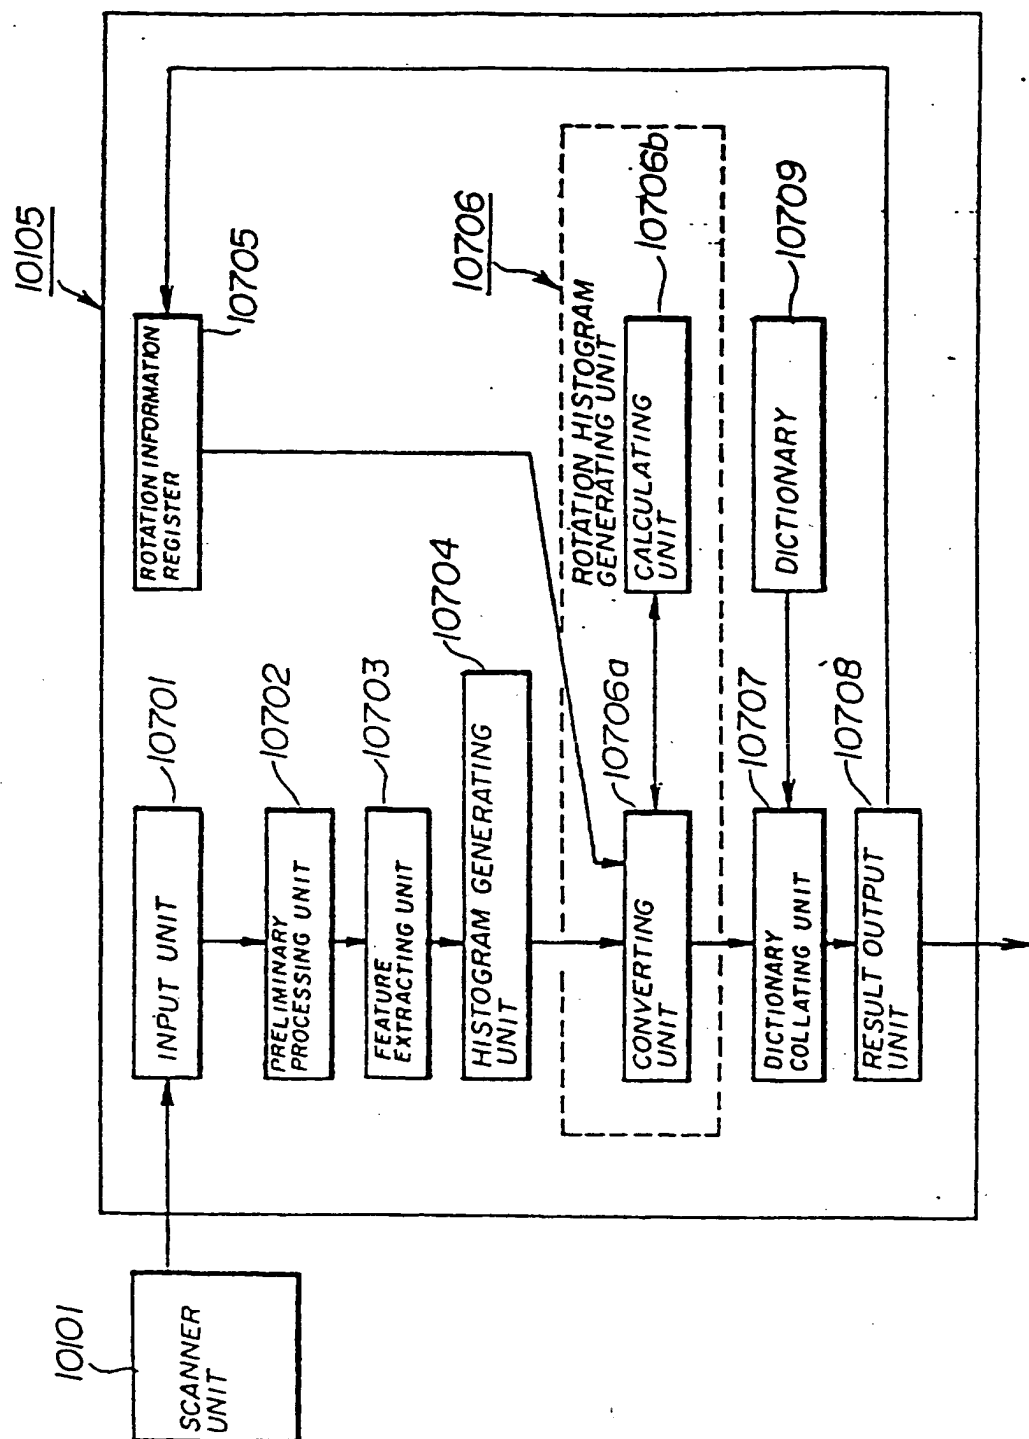 10101
SCANNER
UNIT
10105
INPUT UNIT
10701
PRELIMINARY
PROCESSING UNIT
10702
FEATURE
EXTRACTING UNIT
10703
HISTOGRAM GENERATING
UNIT
10704
ROTATION INFORMATION
REGISTER
10705
ROTATION HISTOGRAM
GENERATING UNIT
10706
CONVERTING
UNIT
10706a
CALCULATING
UNIT
10706b
DICTIONARY
COLLATING UNIT
10707
DICTIONARY
10709
RESULT OUTPUT
UNIT
10708